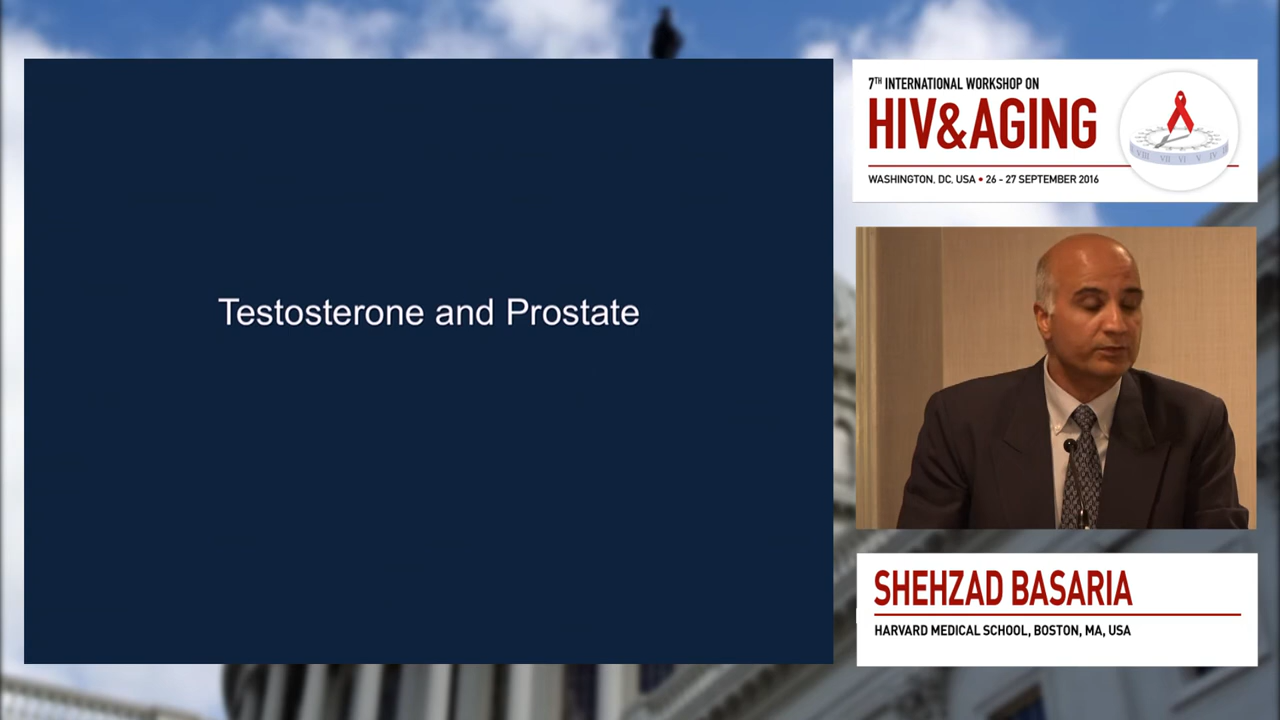 Testosterone and Prostate
7TH INTERNATIONAL WORKSHOP ON
HIV&AGING
WASHINGTON, DC, USA • 26 - 27 SEPTEMBER 2016
SHEHZAD BASARIA
HARVARD MEDICAL SCHOOL, BOSTON, MA, USA